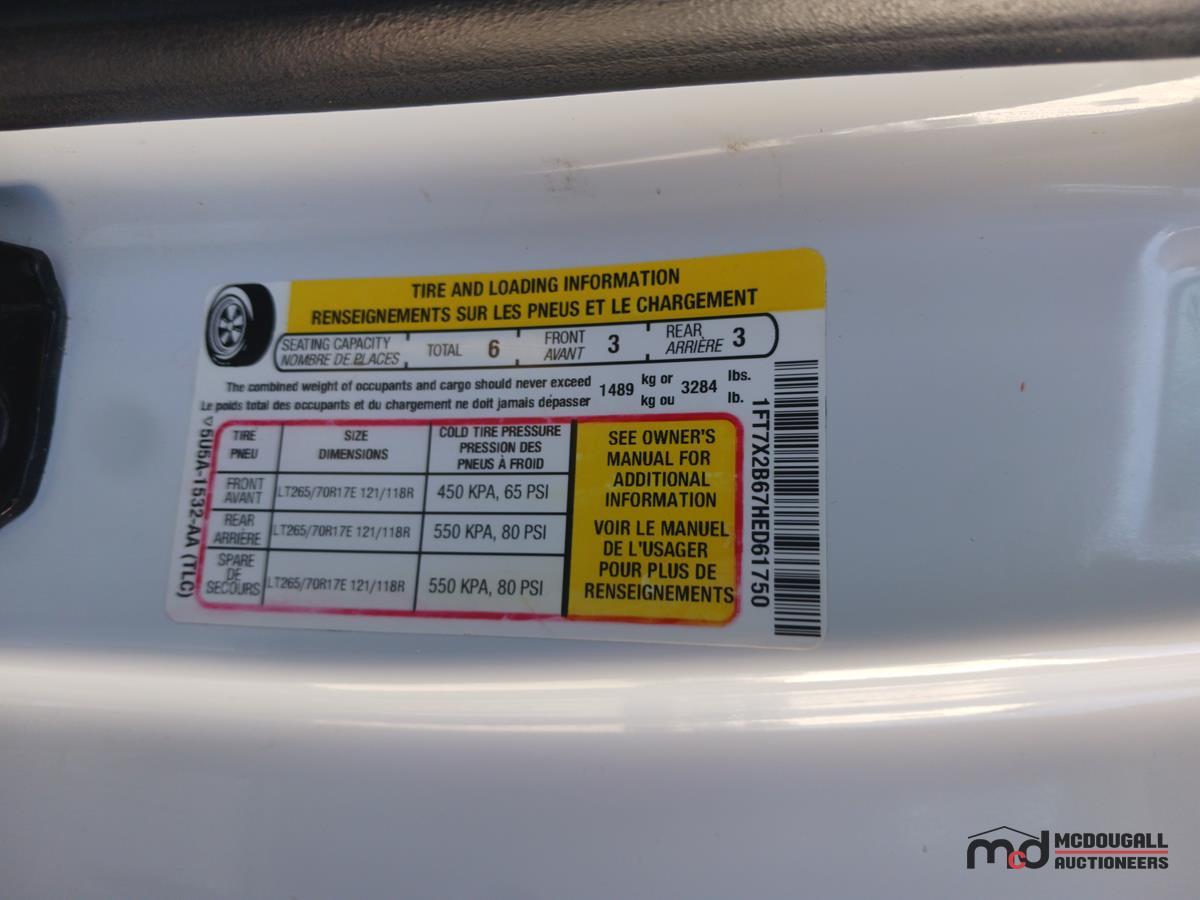 TIRE AND LOADING INFORMATION
RENSEIGNEMENTS SUR LES PNEUS ET LE CHARGEMENT
SEATING CAPACITY
NOMBRE DE PLACES
TOTAL 6
FRONT
AVANT
3
REAR
ARRIÈRE
3
The combined weight of occupants and cargo should never exceed
Le poids total des occupants et du chargement ne doit jamais dépasser
1489
kg or
kg ou
3284
lbs.
lb.
TIRE
PNEU
SIZE
DIMENSIONS
COLD TIRE PRESSURE
PRESSION DES
PNEUS À FROID
FRONT
AVANT
LT265/70R17E 121/118R
450 KPA, 65 PSI
REAR
ARRIÈRE
LT265/70R17E 121/118R
550 KPA, 80 PSI
SPARE
DE
SECOURS
LT265/70R17E 121/118R
550 KPA, 80 PSI
SEE OWNER'S
MANUAL FOR
ADDITIONAL
INFORMATION
VOIR LE MANUEL
DE L'USAGER
POUR PLUS DE
RENSEIGNEMENTS
5U5A-1532-AA (TLC)
1FT7X2B67HED61750
mcd
MCDOUGALL
AUCTIONEERS